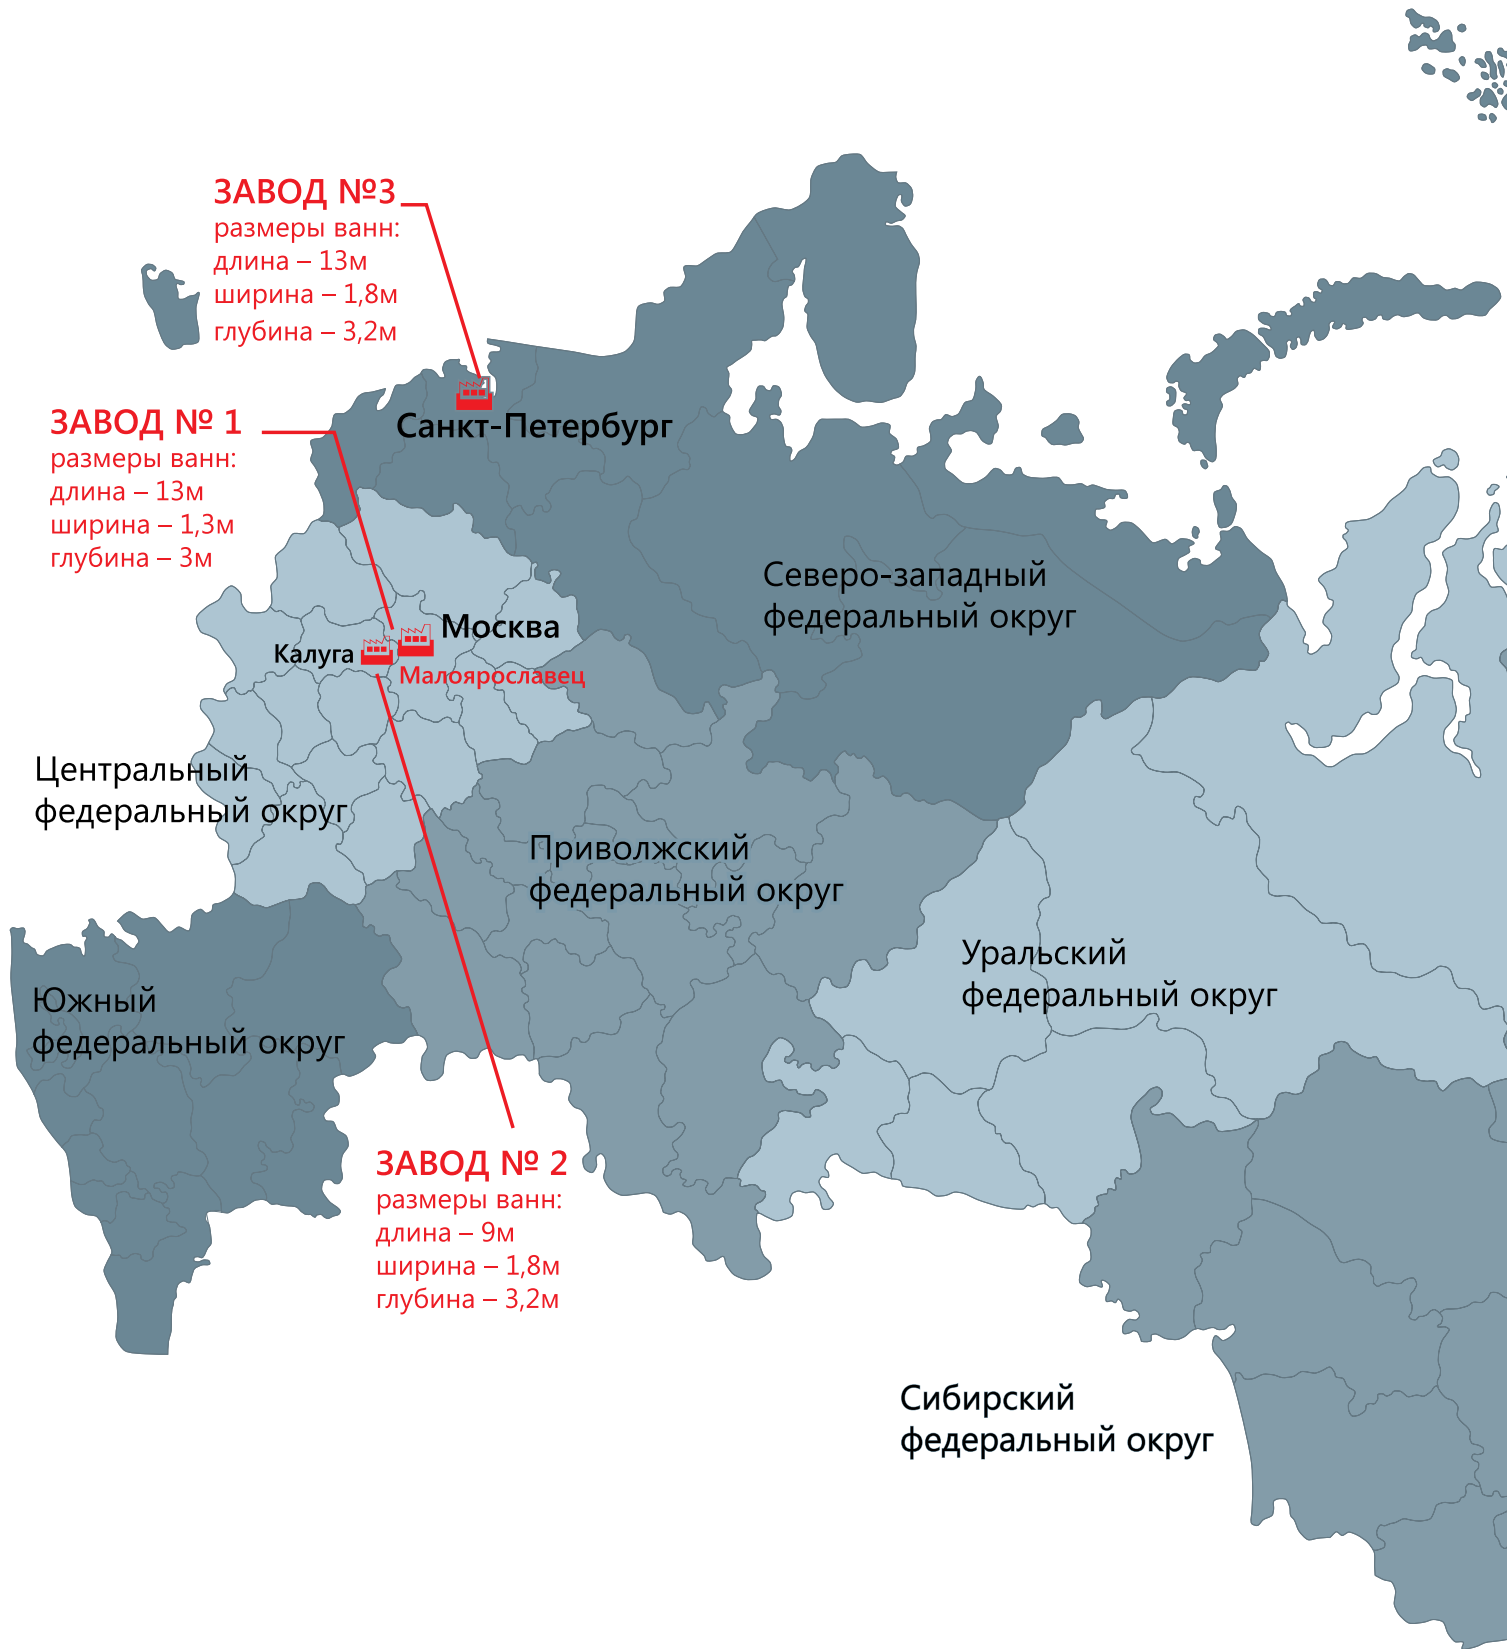 ЗАВОД №3
размеры ванн:
длина – 13м
ширина – 1,8м
глубина – 3,2м
ЗАВОД № 1
размеры ванн:
длина – 13м
ширина – 1,3м
глубина – 3м
Санкт-Петербург
Северо-западный
федеральный округ
Москва
Калуга
Малоярославец
Центральный
федеральный округ
Приволжский
федеральный округ
Уральский
федеральный округ
Южный
федеральный округ
ЗАВОД № 2
размеры ванн:
длина – 9м
ширина – 1,8м
глубина – 3,2м
Сибирский
федеральный округ